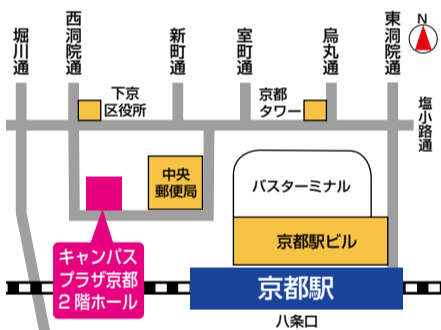 堀川通
西洞院通
新町通
室町通
烏丸通
東洞院通
N
下京
区役所
京都
タワー
塩小路通
中央
郵便局
バスターミナル
キャンパス
プラザ京都
2階ホール
京都駅ビル
京都駅
八条口